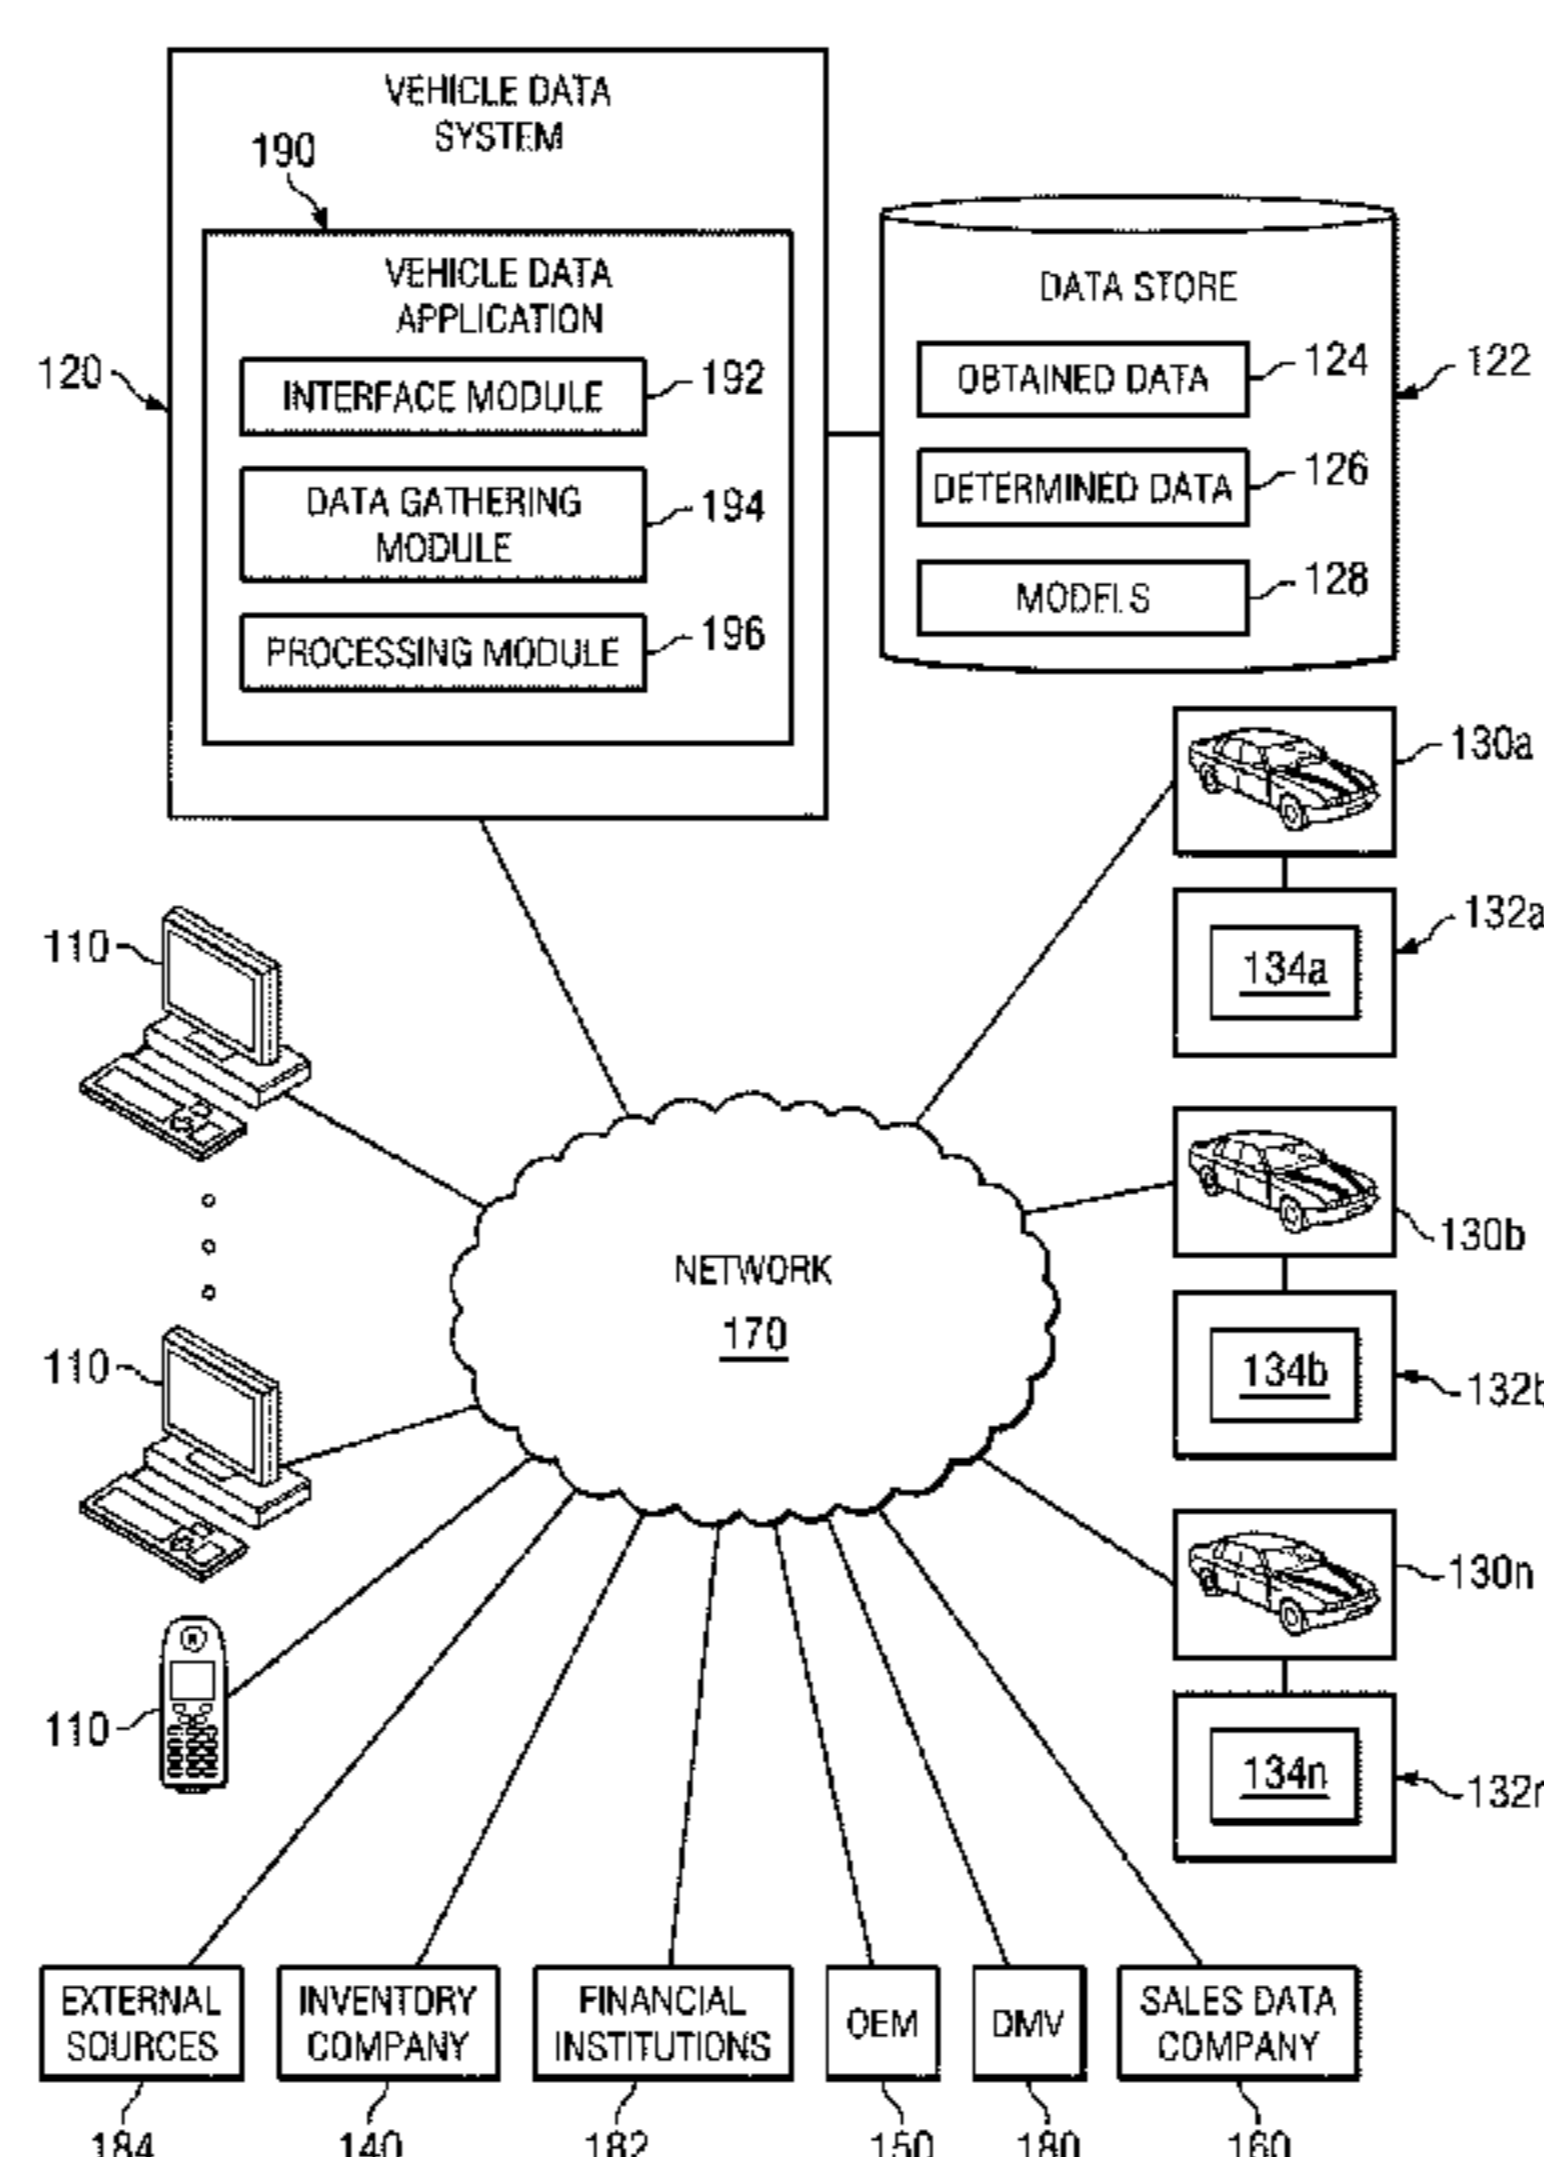 VEHICLE DATA
SYSTEM
190
VEHICLE DATA
APPLICATION
120
INTERFACE MODULE
192
DATA GATHERING
MODULE
194
PROCESSING MODULE
196
DATA STORE
122
OBTAINED DATA
124
DETERMINED DATA
126
MODELS
128
130a
132a
134a
110
130b
NETWORK
170
134b
132b
110
130n
110
134n
132n
EXTERNAL
SOURCES
INVENTORY
COMPANY
FINANCIAL
INSTITUTIONS
OEM
DMV
SALES DATA
COMPANY
184
140
182
150
180
160